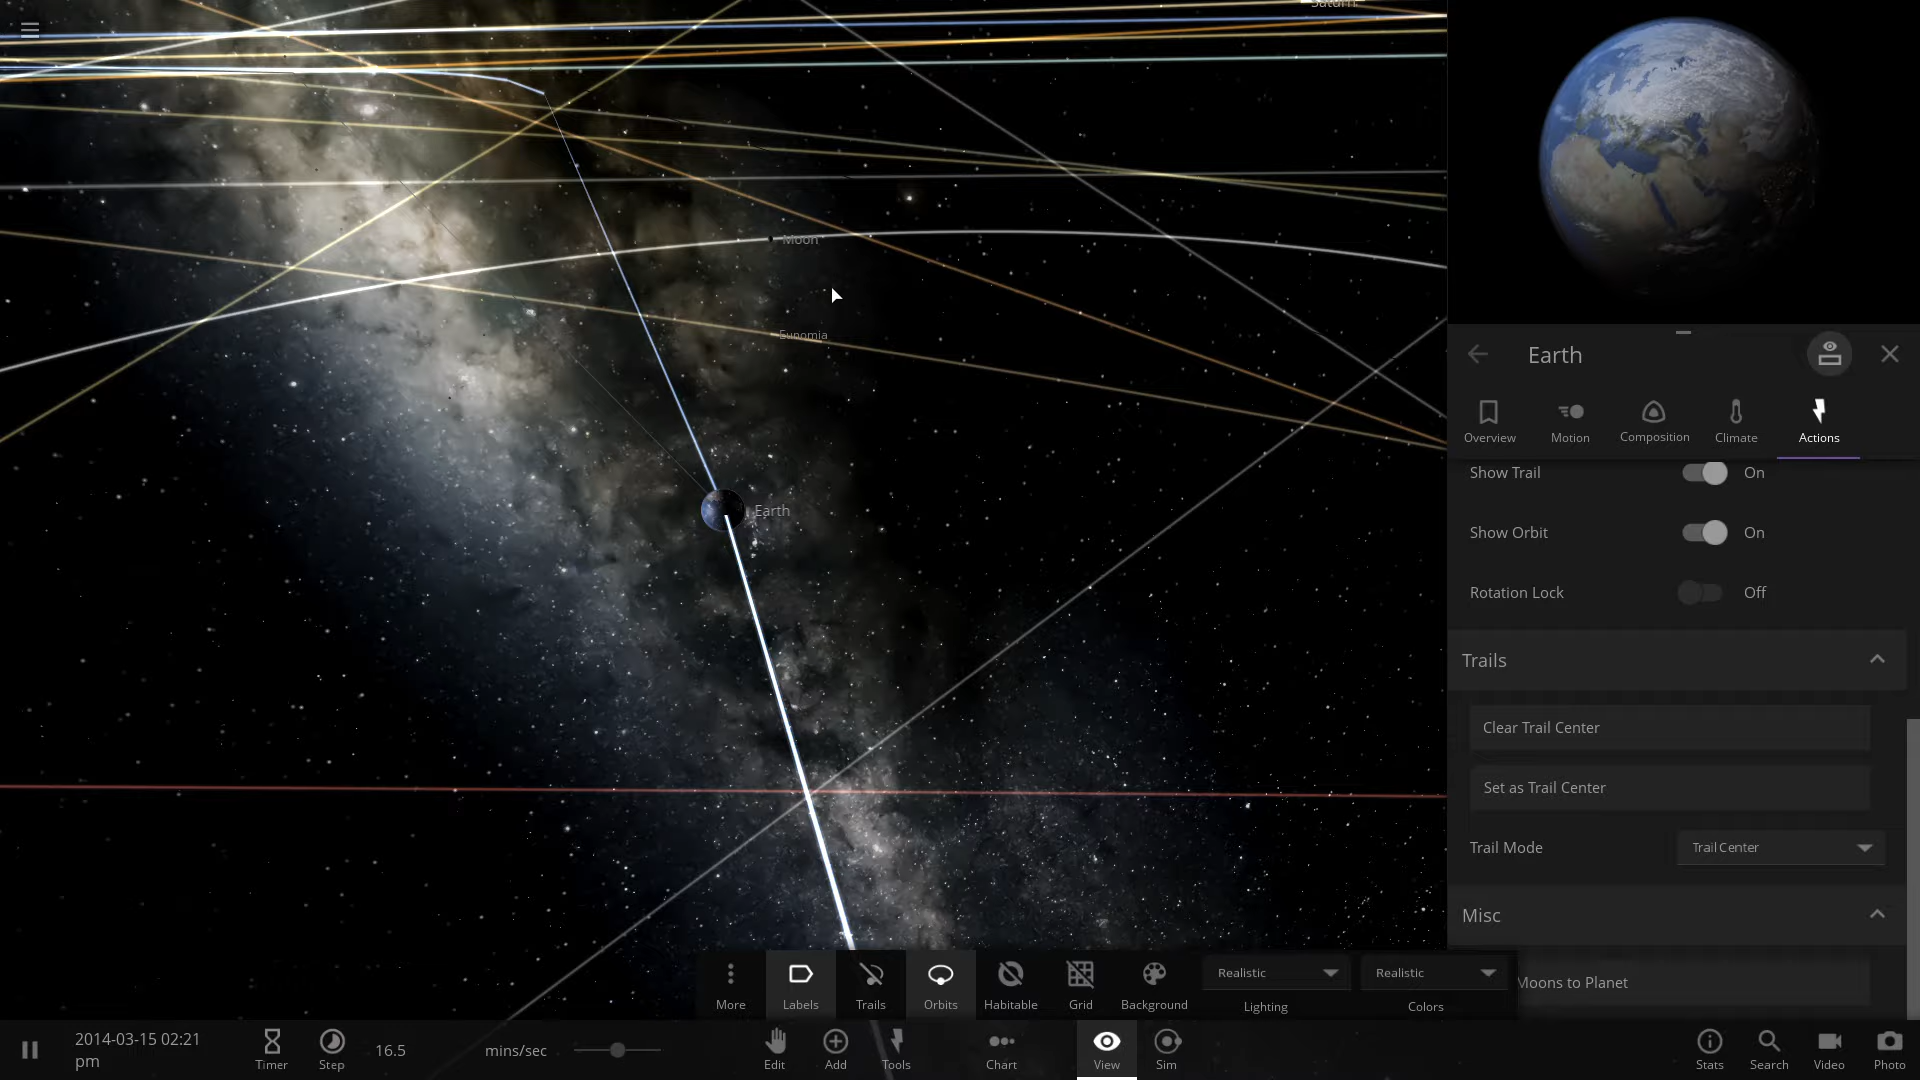 Saturn
Moon
Eunomia
Earth
Earth
Overview
Motion
Composition
Climate
Actions
Show Trail
On
Show Orbit
On
Rotation Lock
Off
Trails
Clear Trail Center
Set as Trail Center
Trail Mode
Trail Center
Misc
Moons to Planet
More
Labels
Trails
Orbits
Habitable
Grid
Background
Realistic
Lighting
Realistic
Colors
2014-03-15 02:21
pm
Timer
Step
16.5
mins/sec
Edit
Add
Tools
Chart
View
Sim
Stats
Search
Video
Photo